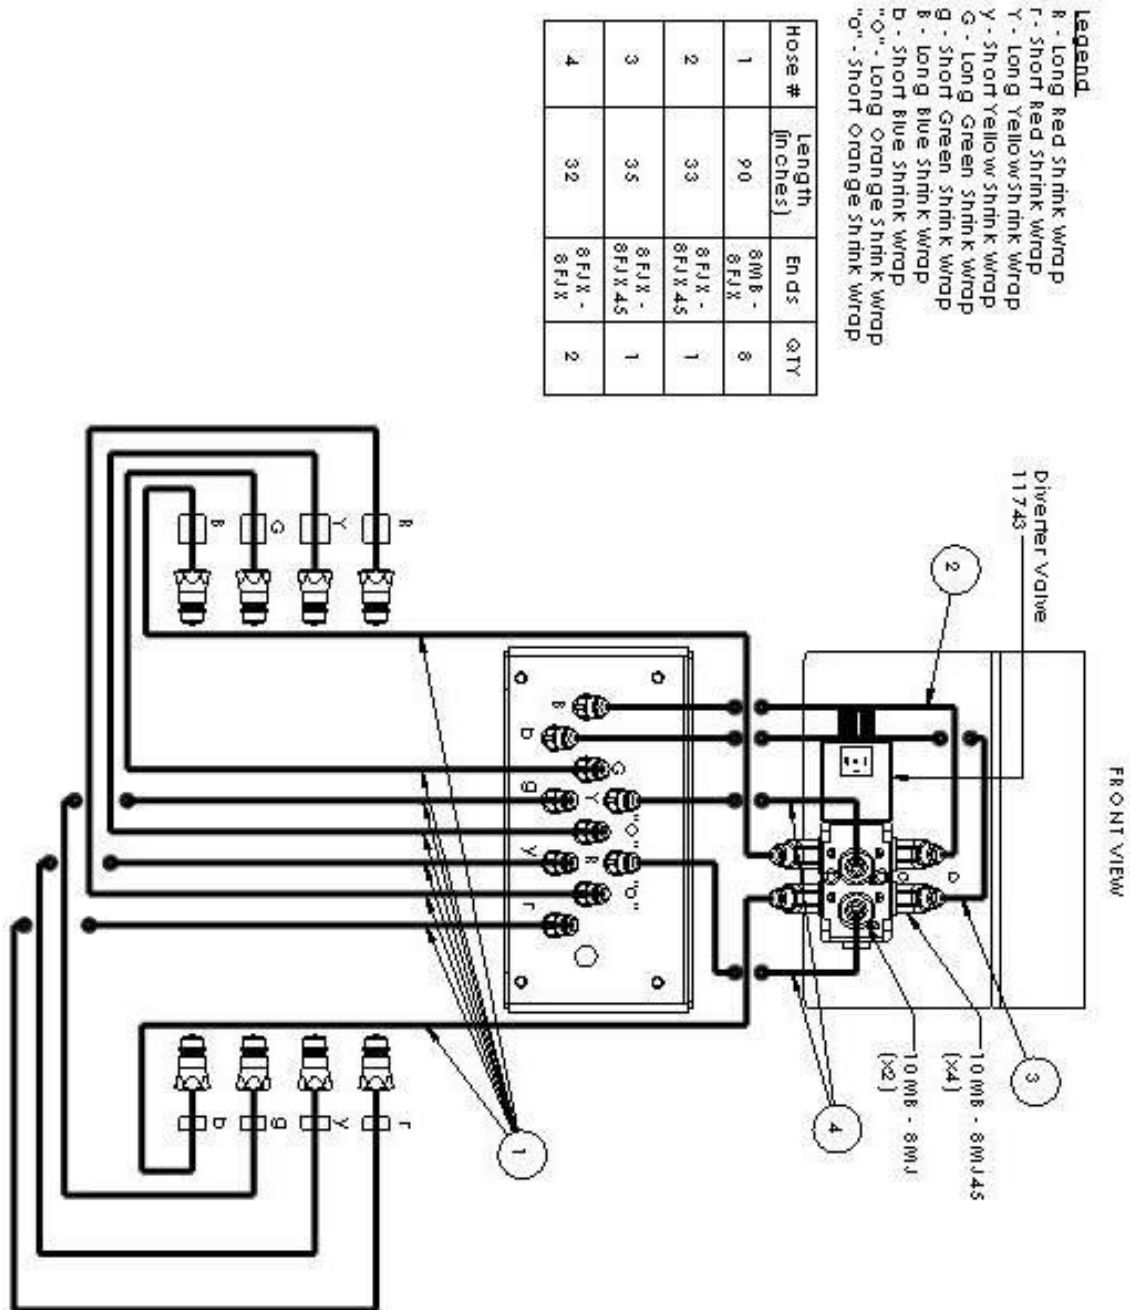 Legend
R - Long Red Shrink Wrap
r - Short Red Shrink Wrap
Y - Long Yellow Shrink Wrap
y - Short Yellow Shrink Wrap
G - Long Green Shrink Wrap
g - Short Green Shrink Wrap
B - Long Blue Shrink Wrap
b - Short Blue Shrink Wrap
"O" - Long Orange Shrink Wrap
"o" - Short Orange Shrink Wrap
Hose # Length (inches) Ends QTY
1 90 8MB - 8FJX 8
2 33 8FJX - 8FJX45 1
3 35 8FJX - 8FJX45 1
4 32 8FJX - 8FJX 2
FRONT VIEW
Diverter Valve
11743
2
3
10MB - 8MJ45
(x4)
10MB - 8MJ
(x2)
4
B
b
G
g
Y
"O"
y
R
"o"
r
R
Y
G
B
1
r
y
g
b